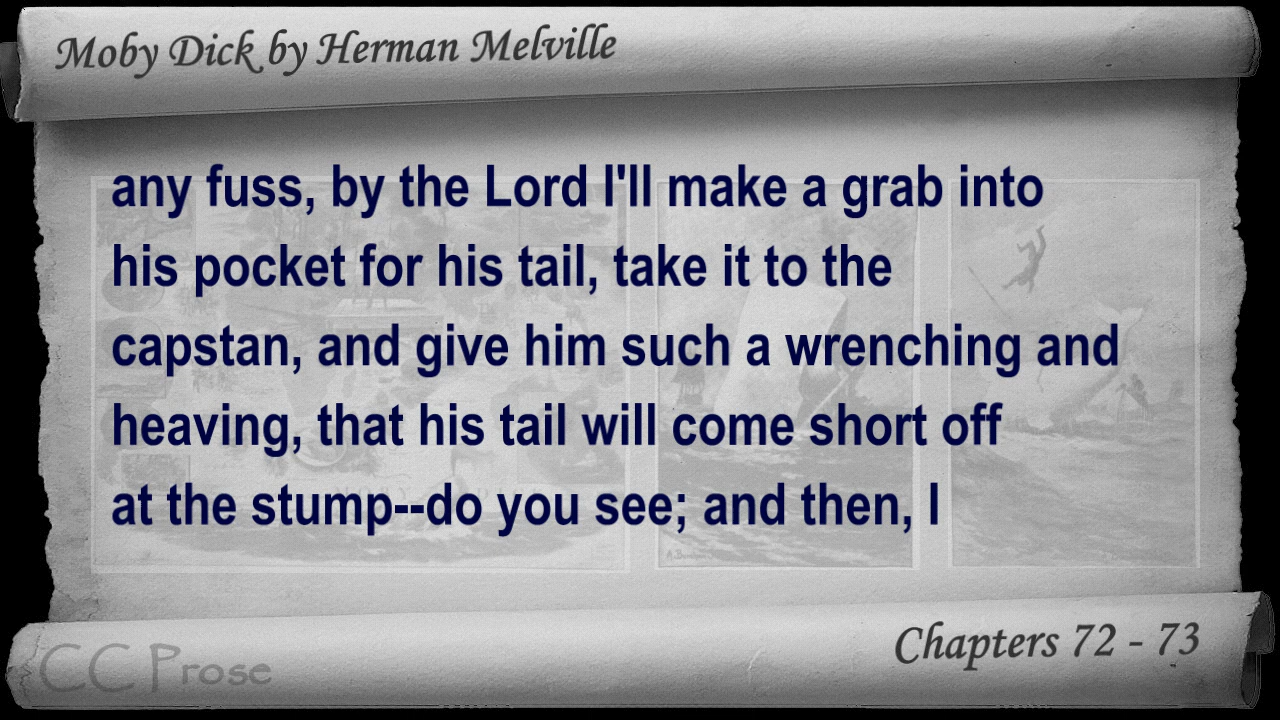 Moby Dick by Herman Melville
any fuss, by the Lord I'll make a grab into
his pocket for his tail, take it to the
capstan, and give him such a wrenching and
heaving, that his tail will come short off
at the stump--do you see; and then, I
Chapters 72 - 73
CC Prose